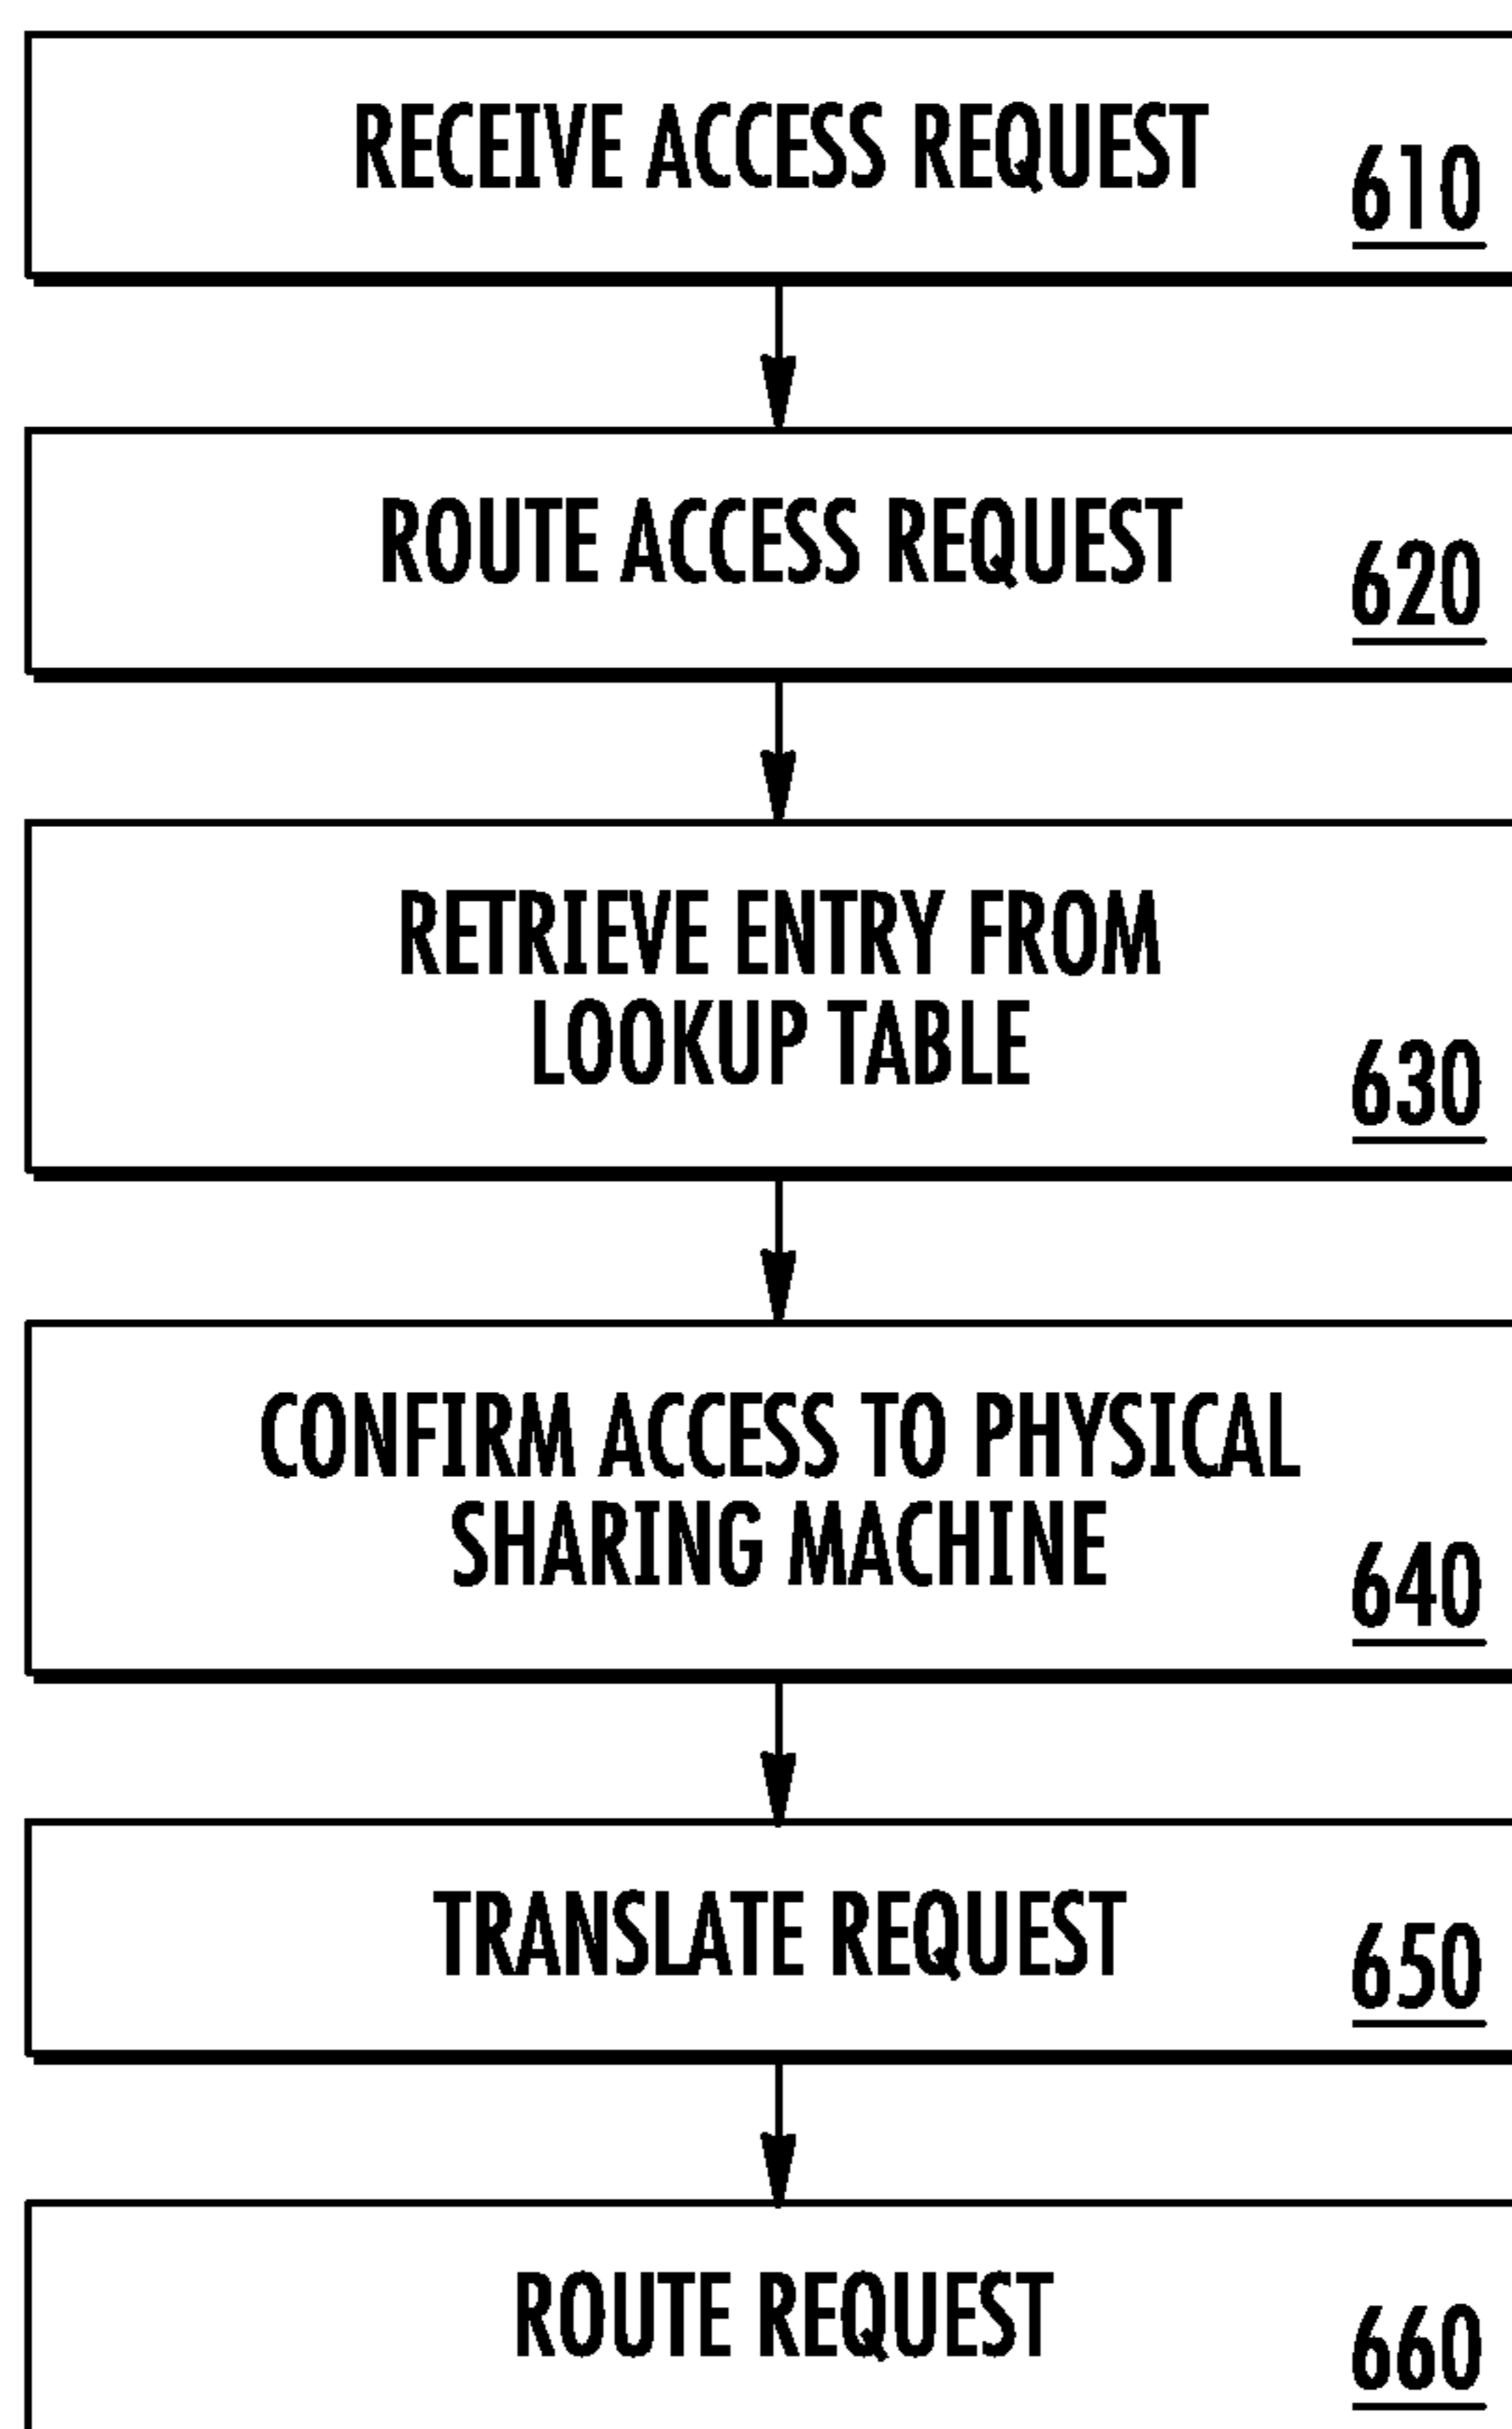 RECEIVE ACCESS REQUEST
610
ROUTE ACCESS REQUEST
620
RETRIEVE ENTRY FROM
LOOKUP TABLE
630
CONFIRM ACCESS TO PHYSICAL
SHARING MACHINE
640
TRANSLATE REQUEST
650
ROUTE REQUEST
660